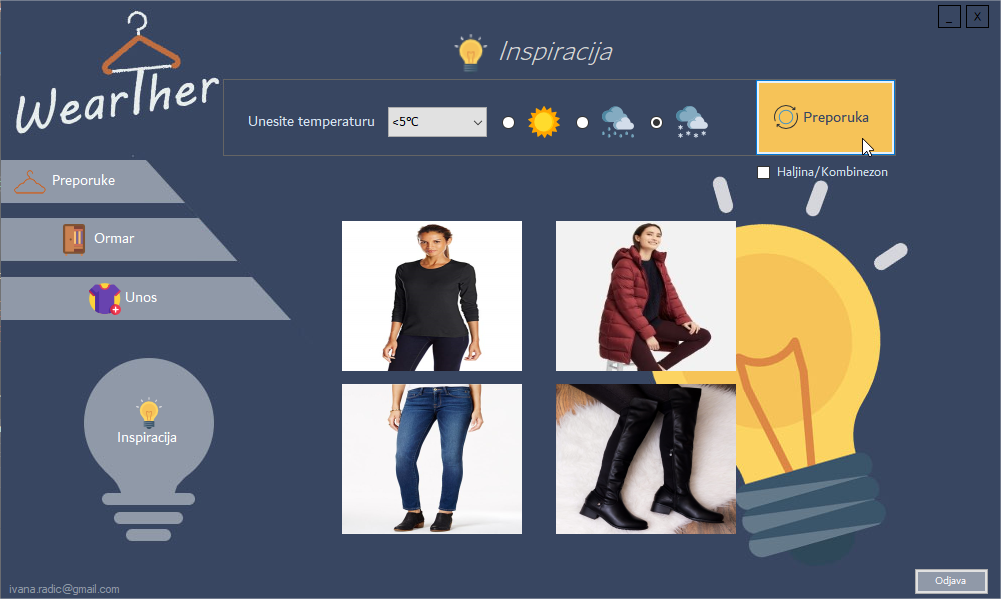 WearTher
_ X
Inspiracija
Unesite temperaturu <5°C
Preporuka
Haljina/Kombinezon
Preporuke
Ormar
Unos
Inspiracija
ivana.radic@gmail.com
Odjava